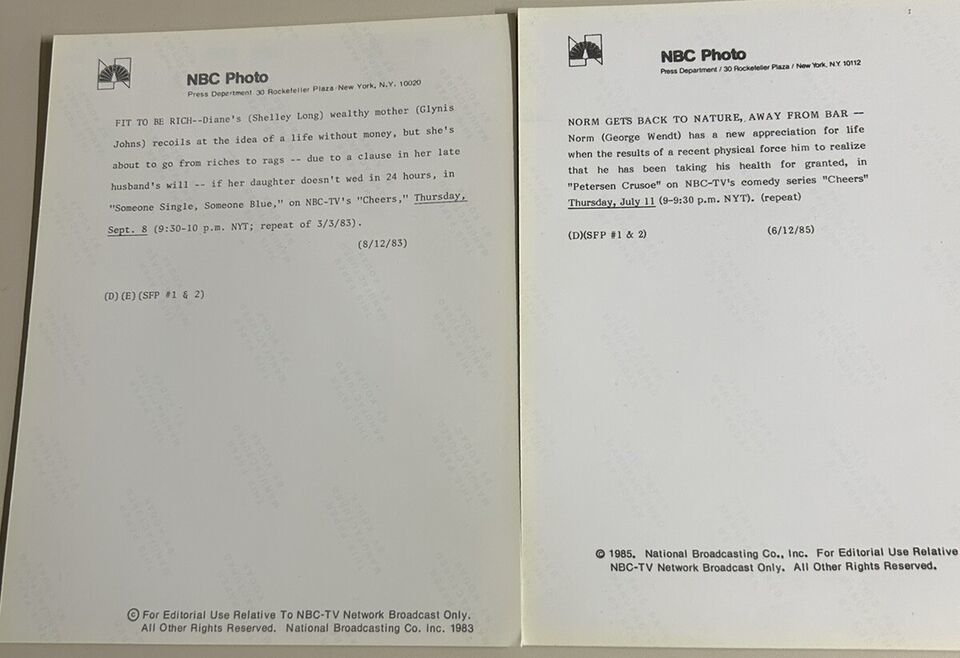 NBC Photo
Press Department 30 Rockefeller Plaza New York, N.Y. 10020
FIT TO BE RICH--Diane's (Shelley Long) wealthy mother (Glynis
Johns) recoils at the idea of a life without money, but she's
about to go from riches to rags -- due to a clause in her late
husband's will -- if her daughter doesn't wed in 24 hours, in
"Someone Single, Someone Blue," on NBC-TV's "Cheers," Thursday,
Sept. 8 (9:30-10 p.m. NYT; repeat of 3/3/83).
(8/12/83)
(D)(E)(SFP #1 & 2)
© For Editorial Use Relative To NBC-TV Network Broadcast Only.
All Other Rights Reserved. National Broadcasting Co. Inc. 1983
NBC Photo
Press Department / 30 Rockefeller Plaza / New York, N.Y. 10112
NORM GETS BACK TO NATURE, AWAY FROM BAR —
Norm (George Wendt) has a new appreciation for life
when the results of a recent physical force him to realize
that he has been taking his health for granted, in
"Petersen Crusoe" on NBC-TV's comedy series "Cheers"
Thursday, July 11 (9-9:30 p.m. NYT). (repeat)
(D)(SFP #1 & 2) (6/12/85)
© 1985. National Broadcasting Co., Inc. For Editorial Use Relative
NBC-TV Network Broadcast Only. All Other Rights Reserved.